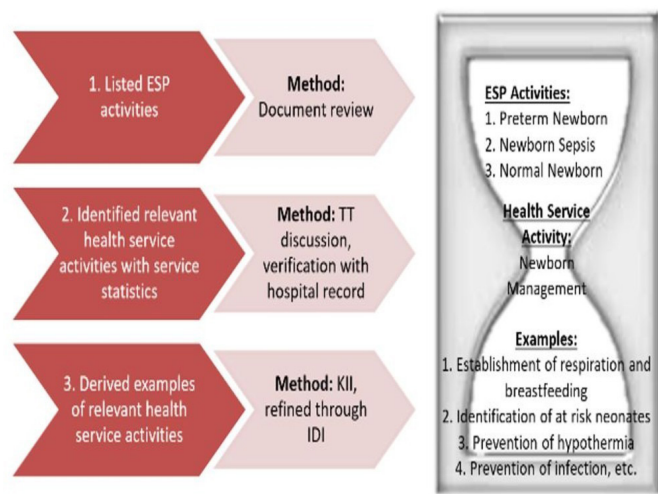 1. Listed ESP
activities
Method:
Document review
2. Identified relevant
health service
activities with service
statistics
Method: TT
discussion,
verification with
hospital record
3. Derived examples
of relevant health
service activities
Method: KII,
refined through
IDI
ESP Activities:
1. Preterm Newborn
2. Newborn Sepsis
3. Normal Newborn
Health Service
Activity:
Newborn
Management
Examples:
1. Establishment of respiration and
breastfeeding
2. Identification of at risk neonates
3. Prevention of hypothermia
4. Prevention of infection, etc.